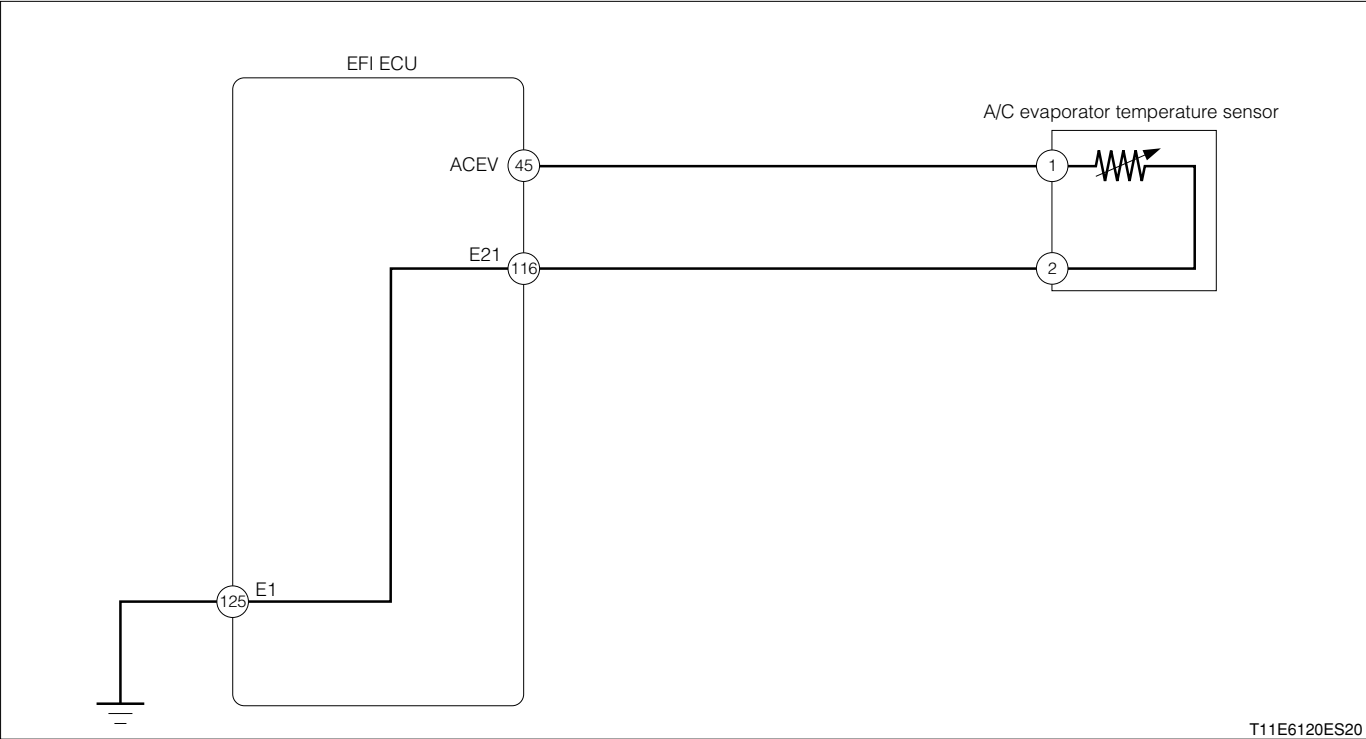 EFI ECU
A/C evaporator temperature sensor
ACEV 45 1
E21 116 2
125 E1
T11E6120ES20